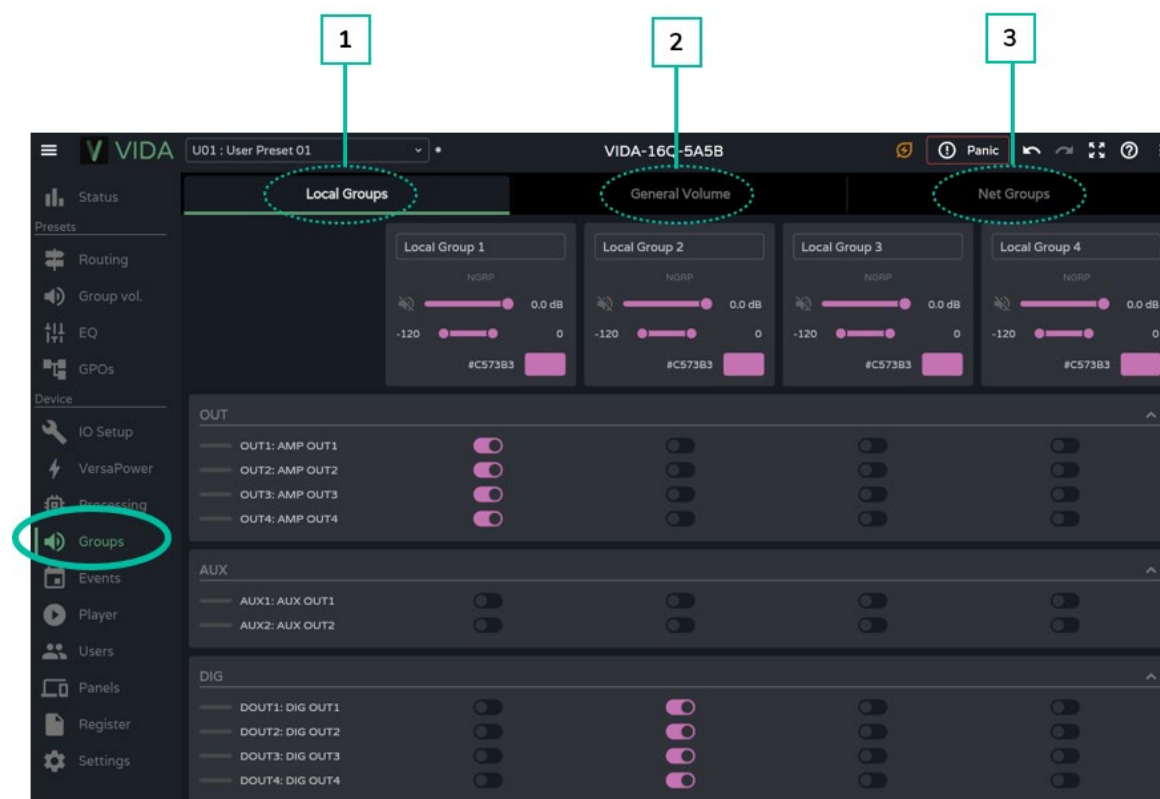 1
2
3
VIDA
U01 : User Preset 01
VIDA-16Q-5A5B
Panic
Local Groups
General Volume
Net Groups
Status
Presets
Routing
Group vol.
EQ
GPOs
Device
IO Setup
VersaPower
Processing
Groups
Events
Player
Users
Panels
Register
Settings
Local Group 1
Local Group 2
Local Group 3
Local Group 4
NGRP
NGRP
NGRP
NGRP
0.0 dB
0.0 dB
0.0 dB
0.0 dB
-120
0
-120
0
-120
0
-120
0
#C573B3
#C573B3
#C573B3
#C573B3
OUT
OUT1: AMP OUT1
OUT2: AMP OUT2
OUT3: AMP OUT3
OUT4: AMP OUT4
AUX
AUX1: AUX OUT1
AUX2: AUX OUT2
DIG
DOUT1: DIG OUT1
DOUT2: DIG OUT2
DOUT3: DIG OUT3
DOUT4: DIG OUT4